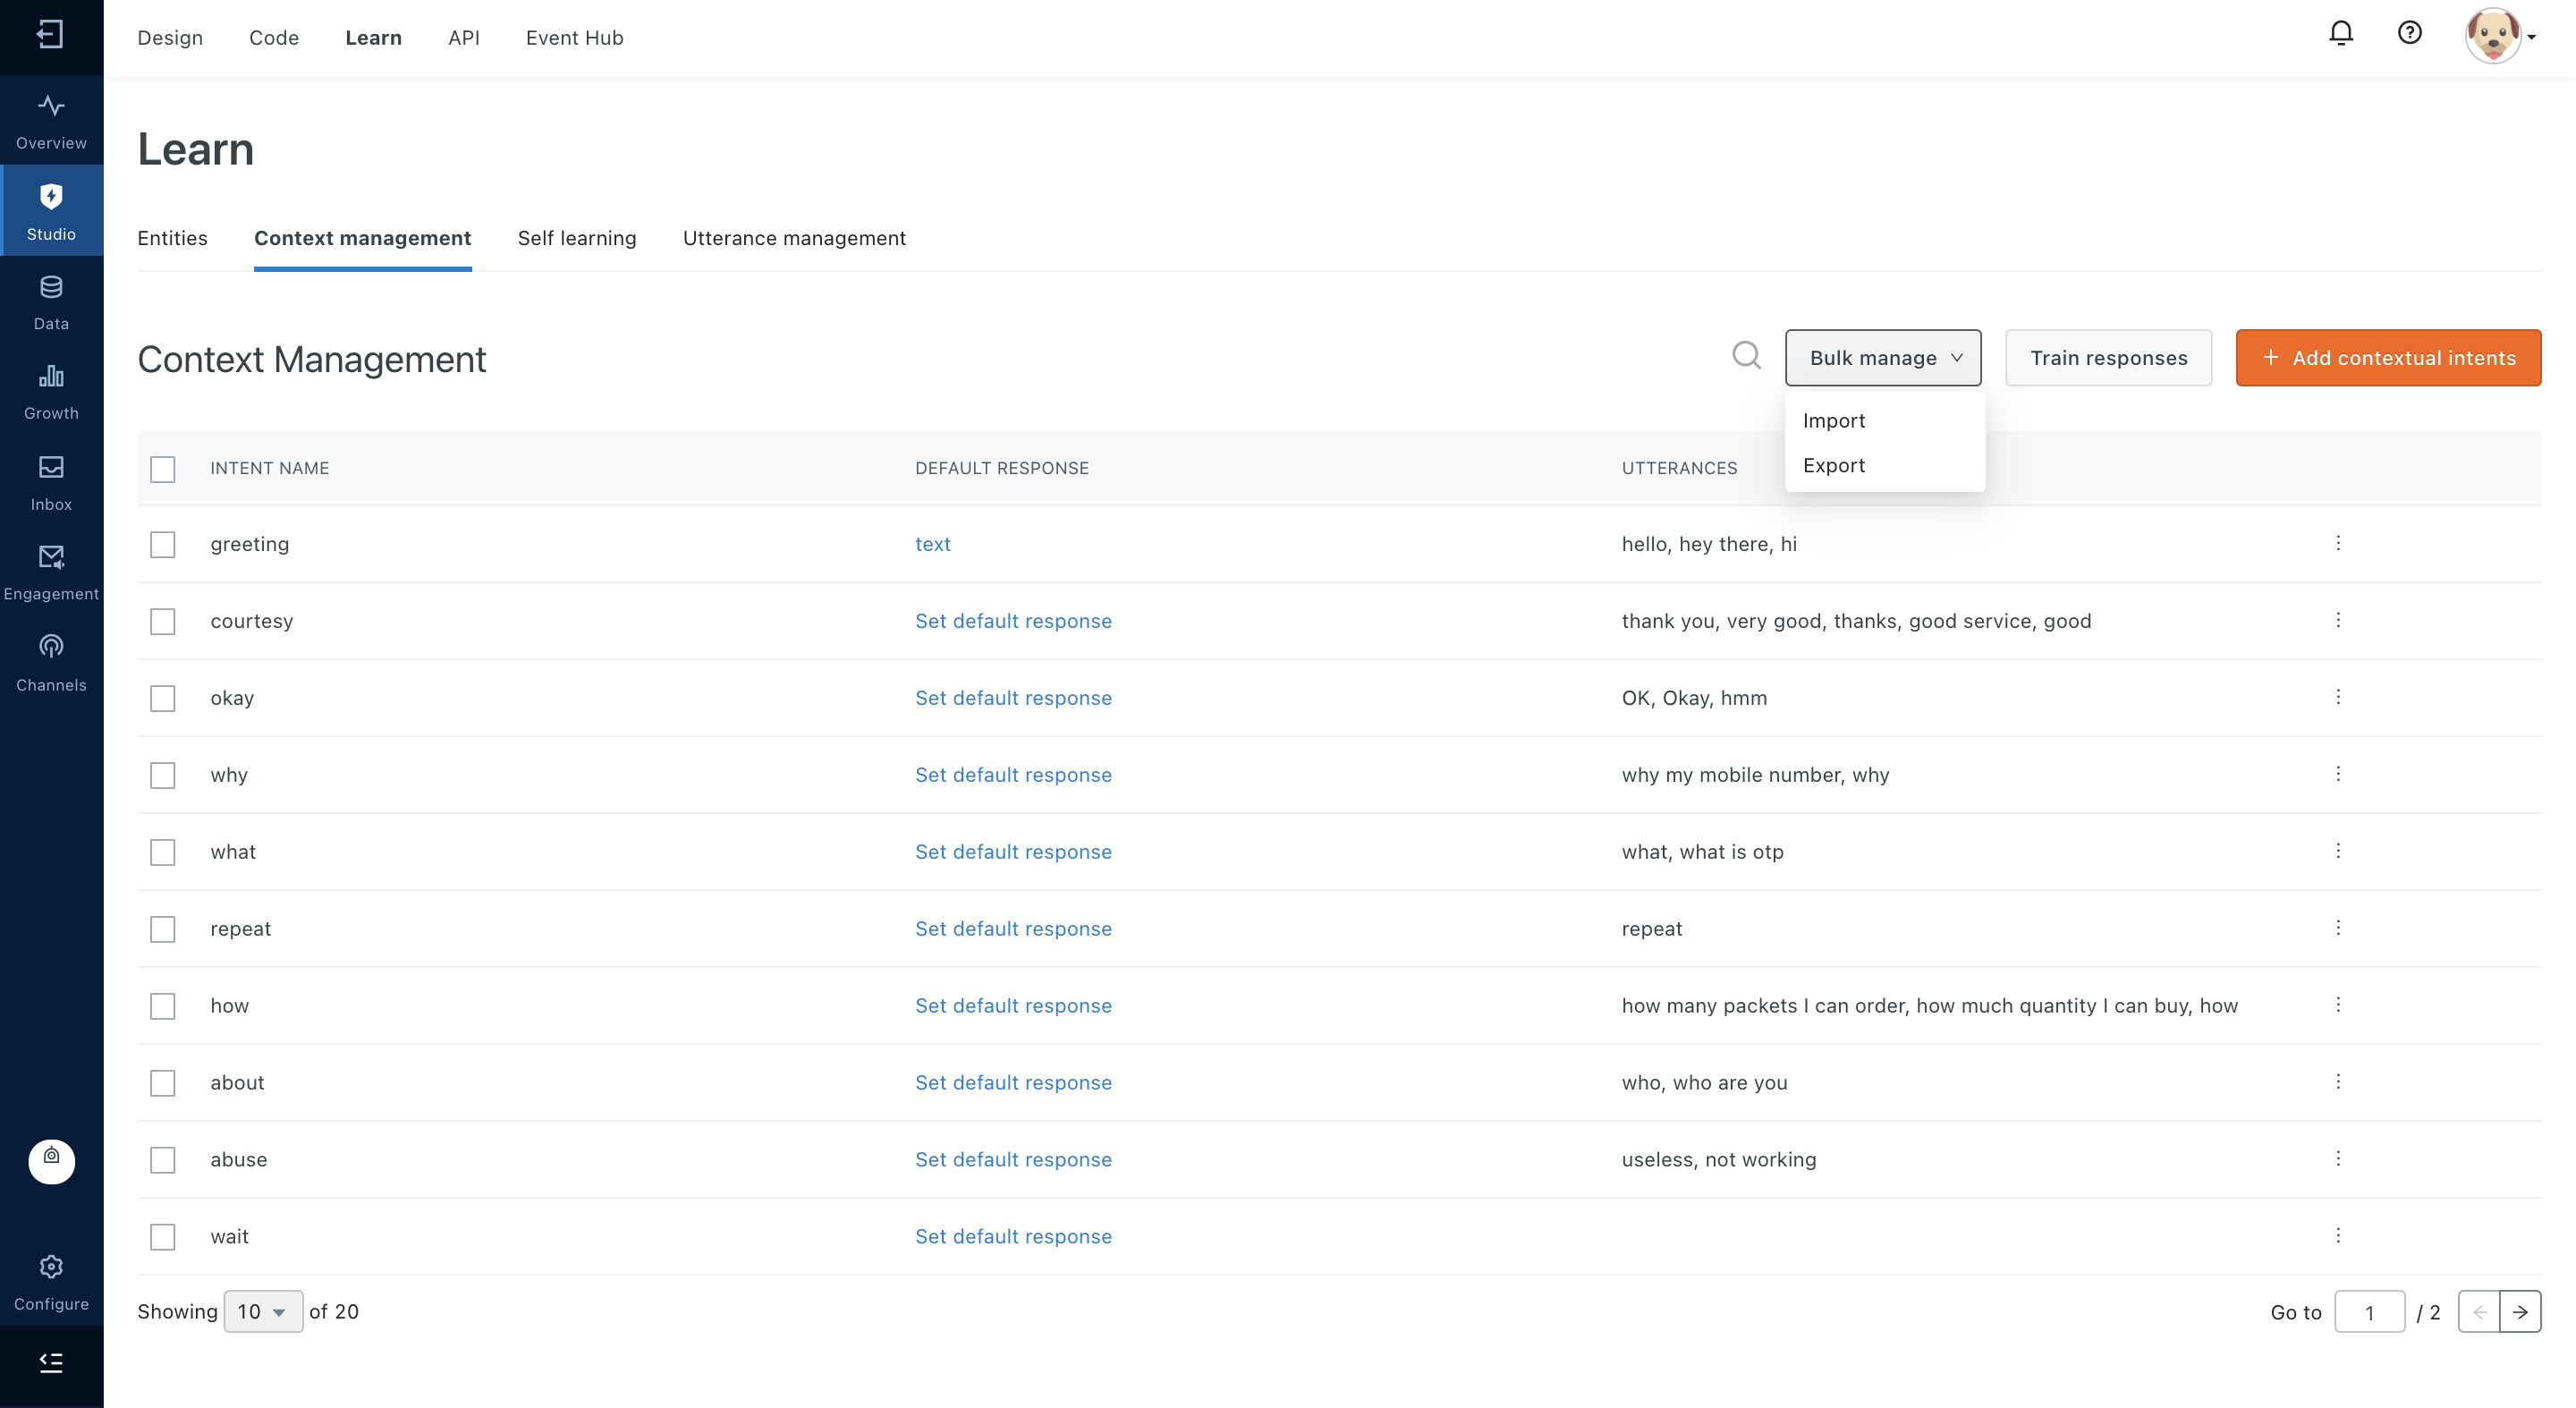 Design Code Learn API Event Hub
Overview
Studio
Data
Growth
Inbox
Engagement
Channels
Configure
Learn
Entities Context management Self learning Utterance management
Context Management
Bulk manage Train responses + Add contextual intents
Import
Export
INTENT NAME DEFAULT RESPONSE UTTERANCES
greeting text hello, hey there, hi
courtesy Set default response thank you, very good, thanks, good service, good
okay Set default response OK, Okay, hmm
why Set default response why my mobile number, why
what Set default response what, what is otp
repeat Set default response repeat
how Set default response how many packets I can order, how much quantity I can buy, how
about Set default response who, who are you
abuse Set default response useless, not working
wait Set default response
Showing 10 of 20 Go to 1 / 2